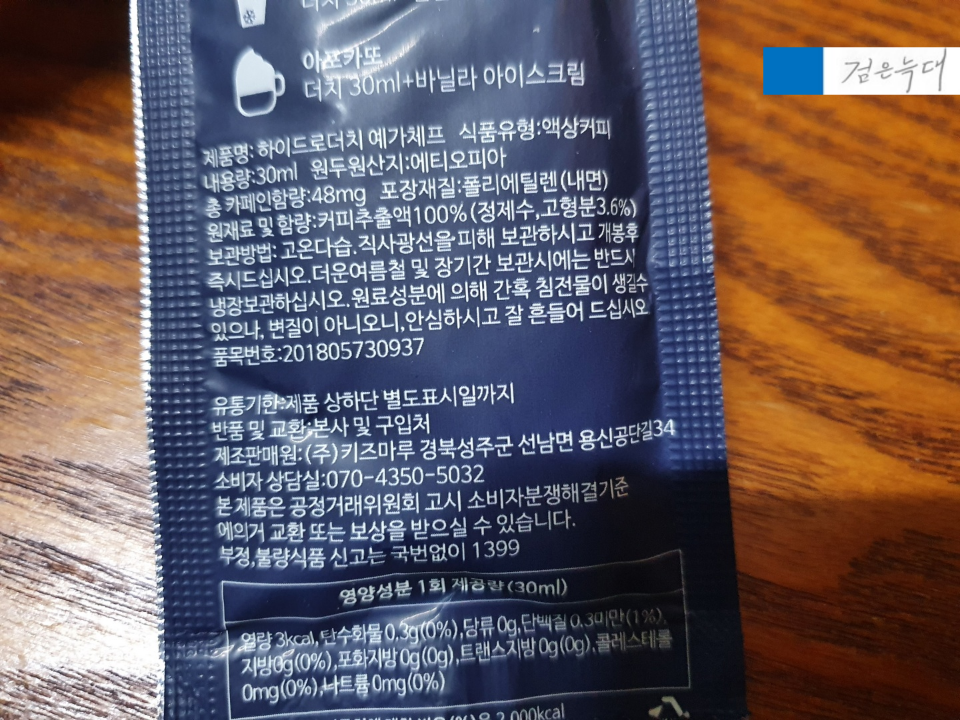 더치 30ml+
검은늑대
아포카또
더치 30ml+바닐라 아이스크림
제품명: 하이드로더치 예가체프 식품유형:액상커피
내용량:30ml 원두원산지:에티오피아
총 카페인함량:48mg 포장재질:폴리에틸렌(내면)
원재료 및 함량:커피추출액100%(정제수,고형분3.6%)
보관방법: 고온다습.직사광선을피해 보관하시고 개봉후
즉시드십시오.더운여름철 및 장기간 보관시에는 반드시
냉장보관하십시오.원료성분에 의해 간혹 침전물이 생길수
있으나, 변질이 아니오니,안심하시고 잘 흔들어 드십시오
품목번호:201805730937
유통기한:제품 상하단 별도표시일까지
반품 및 교환:본사 및 구입처
제조판매원:(주)키즈마루 경북성주군 선남면 용신공단길34
소비자 상담실:070-4350-5032
본제품은 공정거래위원회 고시 소비자분쟁해결기준
에의거 교환 또는 보상을 받으실 수 있습니다.
부정,불량식품 신고는 국번없이 1399
영양성분 1회 제공량(30ml)
열량 3kcal,탄수화물 0.3g(0%),당류 0g,단백질 0.3미만(1%),
지방0g(0%),포화지방 0g(0g),트랜스지방 0g(0g),콜레스테롤
0mg(0%),나트륨 0mg(0%)
2,000kcal